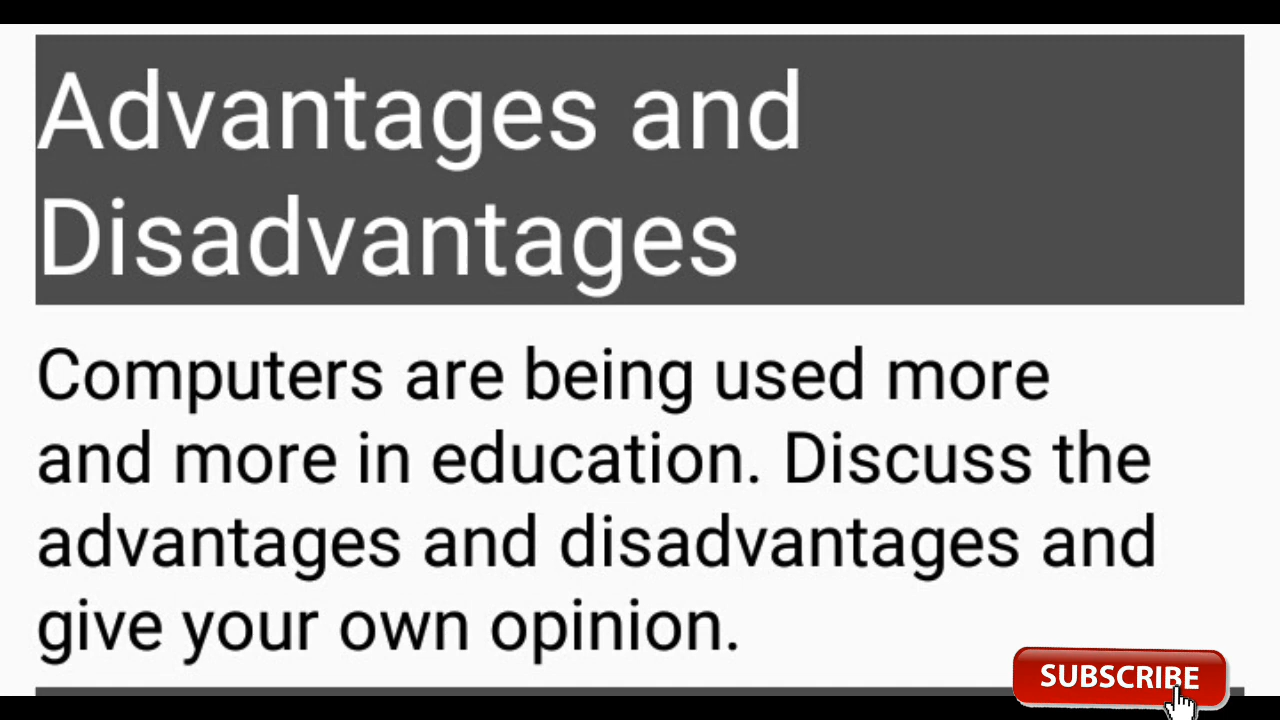 Advantages and
Disadvantages
Computers are being used more
and more in education. Discuss the
advantages and disadvantages and
give your own opinion.
SUBSCRIBE